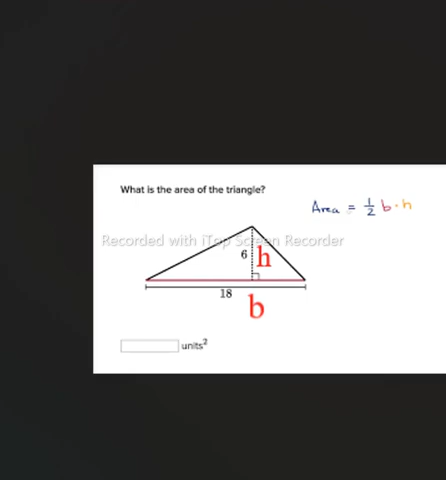 What is the area of the triangle?
Area = 1/2 b·h
Recorded with iTop Screen Recorder
6 h
18
b
units²